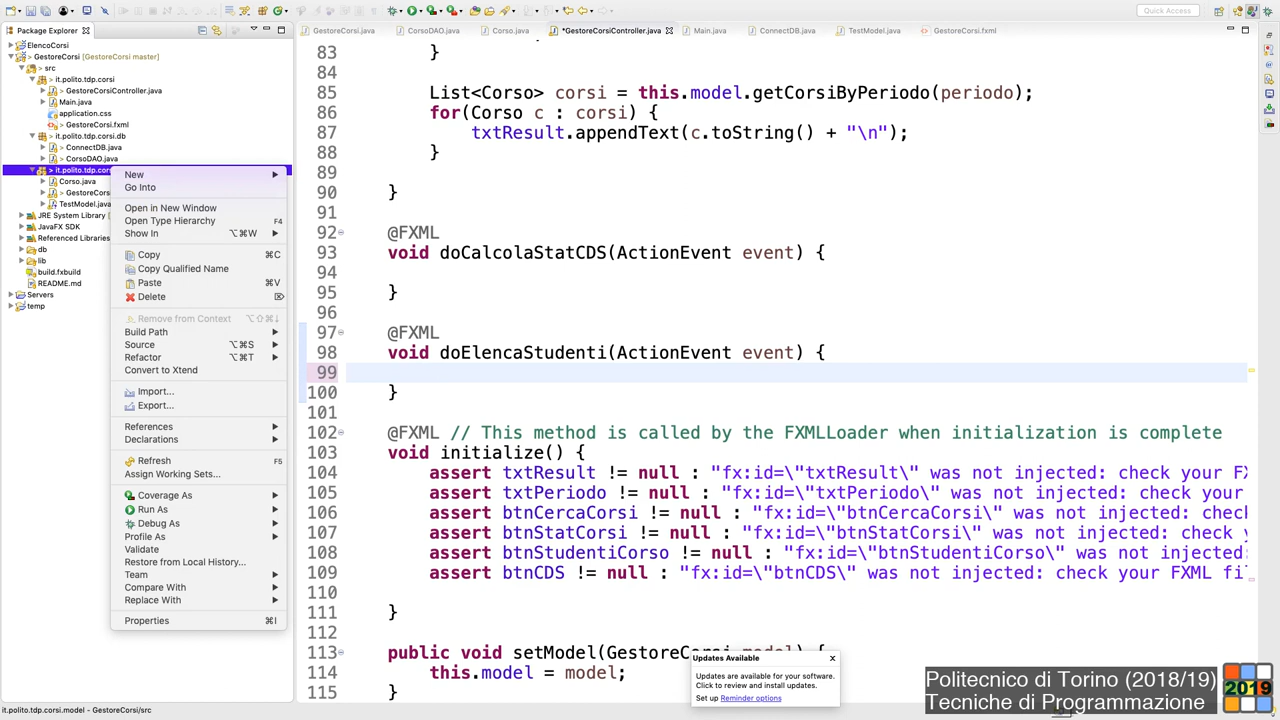 Quick Access
Package Explorer
GestoreCorsi.java
CorsoDAO.java
Corso.java
*GestoreCorsiController.java
Main.java
ConnectDB.java
TestModel.java
GestoreCorsi.fxml
ElencoCorsi
> GestoreCorsi [GestoreCorsi master]
> src
> it.polito.tdp.corsi
> GestoreCorsiController.java
Main.java
application.css
> GestoreCorsi.fxml
> it.polito.tdp.corsi.db
> ConnectDB.java
> CorsoDAO.java
> it.polito.tdp.cors
> Corso.java
> GestoreCors
TestModel.java
JRE System Library
JavaFX SDK
Referenced Libraries
db
lib
build.fxbuild
README.md
Servers
temp
New
Go Into
Open in New Window
Open Type Hierarchy F4
Show In ⌥⌘W
Copy ⌘C
Copy Qualified Name
Paste ⌘V
Delete ⌦
Remove from Context ⌥⇧⌘↓
Build Path
Source ⌥⌘S
Refactor ⌥⌘T
Convert to Xtend
Import...
Export...
References
Declarations
Refresh F5
Assign Working Sets...
Coverage As
Run As
Debug As
Profile As
Validate
Restore from Local History...
Team
Compare With
Replace With
Properties ⌘I
83 }
84
85 List<Corso> corsi = this.model.getCorsiByPeriodo(periodo);
86 for(Corso c : corsi) {
87 txtResult.appendText(c.toString() + "\n");
88 }
89
90 }
91
92 @FXML
93 void doCalcolaStatCDS(ActionEvent event) {
94
95 }
96
97 @FXML
98 void doElencaStudenti(ActionEvent event) {
99
100 }
101
102 @FXML // This method is called by the FXMLLoader when initialization is complete
103 void initialize() {
104 assert txtResult != null : "fx:id=\"txtResult\" was not injected: check your FX
105 assert txtPeriodo != null : "fx:id=\"txtPeriodo\" was not injected: check your
106 assert btnCercaCorsi != null : "fx:id=\"btnCercaCorsi\" was not injected: chec
107 assert btnStatCorsi != null : "fx:id=\"btnStatCorsi\" was not injected: check y
108 assert btnStudentiCorso != null : "fx:id=\"btnStudentiCorso\" was not injected:
109 assert btnCDS != null : "fx:id=\"btnCDS\" was not injected: check your FXML fi
110
111 }
112
113 public void setModel(GestoreCorsi model) {
114 this.model = model;
115 }
Updates Available
Updates are available for your software.
Click to review and install updates.
Set up Reminder options
Politecnico di Torino (2018/19)
Tecniche di Programmazione
2019
it.polito.tdp.corsi.model - GestoreCorsi/src